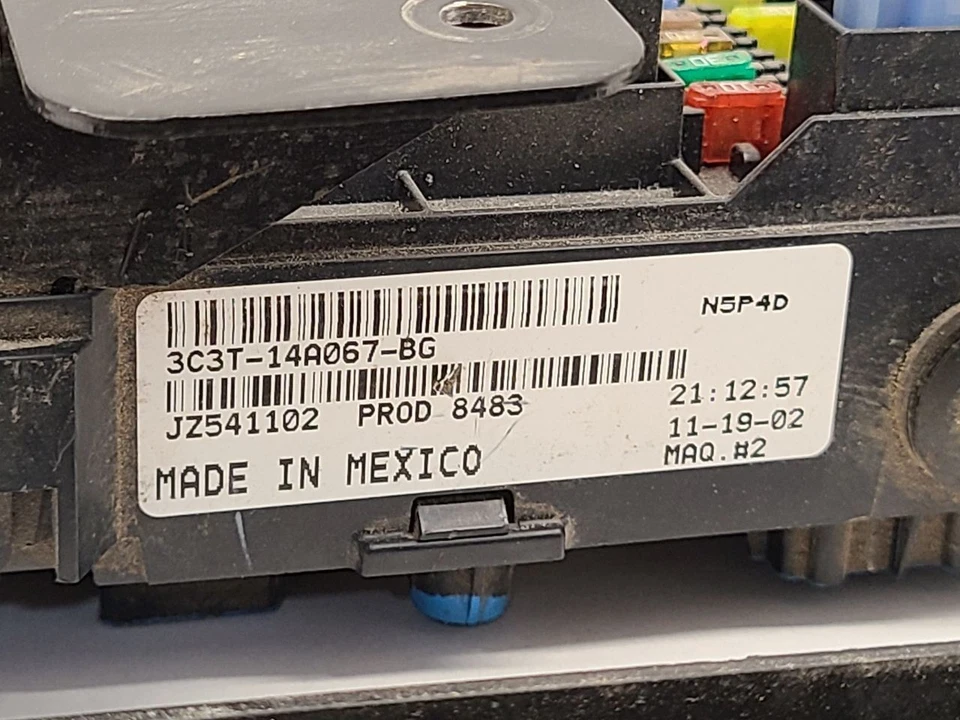 N5P4D
3C3T-14A067-BG
JZ541102 PROD 8483
21:12:57
11-19-02
MAQ.#2
MADE IN MEXICO